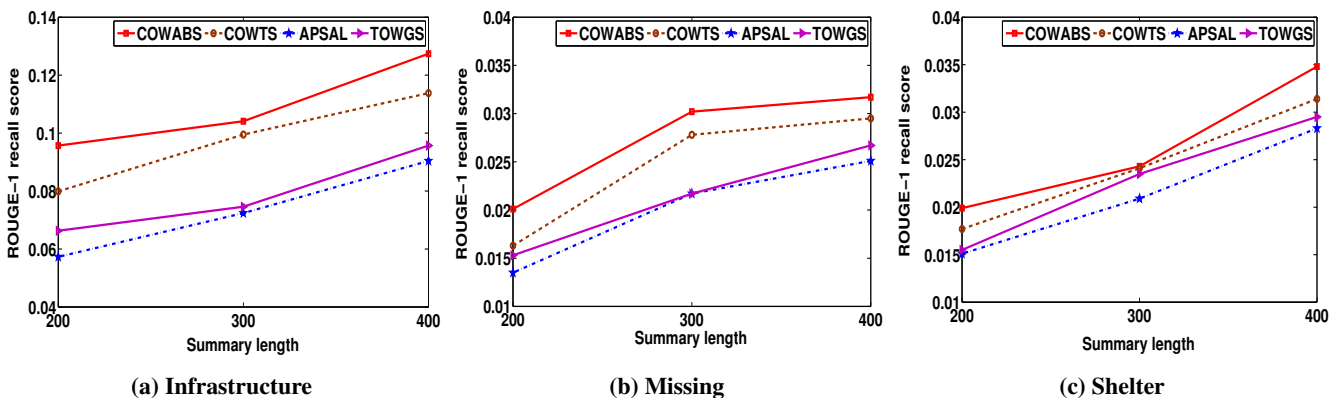 0.14
COWABS COWTS APSAL TOWGS
0.12
0.1
0.08
0.06
0.04
ROUGE−1 recall score
200 300 400
Summary length
(a) Infrastructure
0.04
COWABS COWTS APSAL TOWGS
0.035
0.03
0.025
0.02
0.015
0.01
ROUGE−1 recall score
200 300 400
Summary length
(b) Missing
0.04
COWABS COWTS APSAL TOWGS
0.035
0.03
0.025
0.02
0.015
0.01
ROUGE−1 recall score
200 300 400
Summary length
(c) Shelter